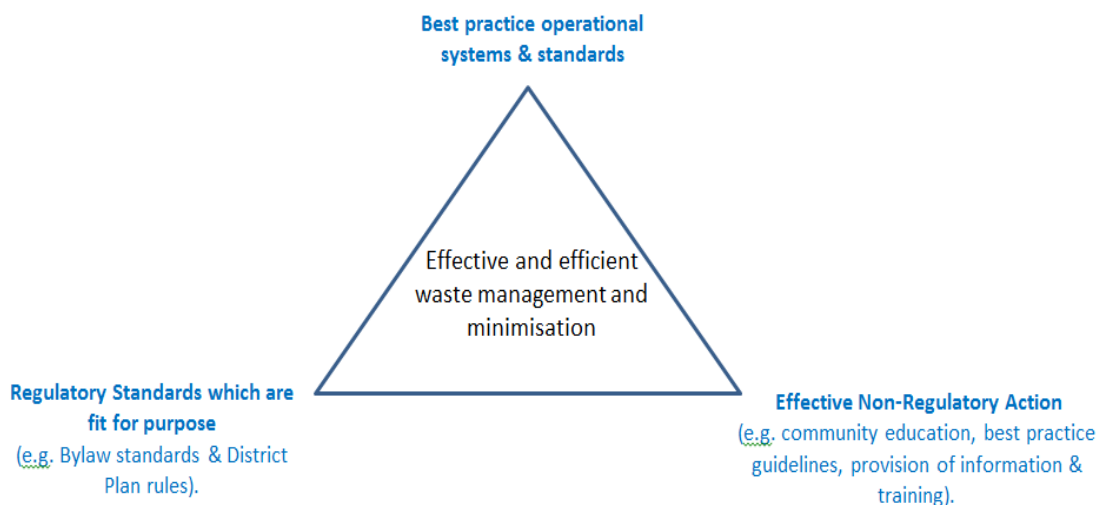 Best practice operational
systems & standards
Effective and efficient
waste management and
minimisation
Regulatory Standards which are
fit for purpose
(e.g. Bylaw standards & District
Plan rules).
Effective Non-Regulatory Action
(e.g. community education, best practice
guidelines, provision of information &
training).